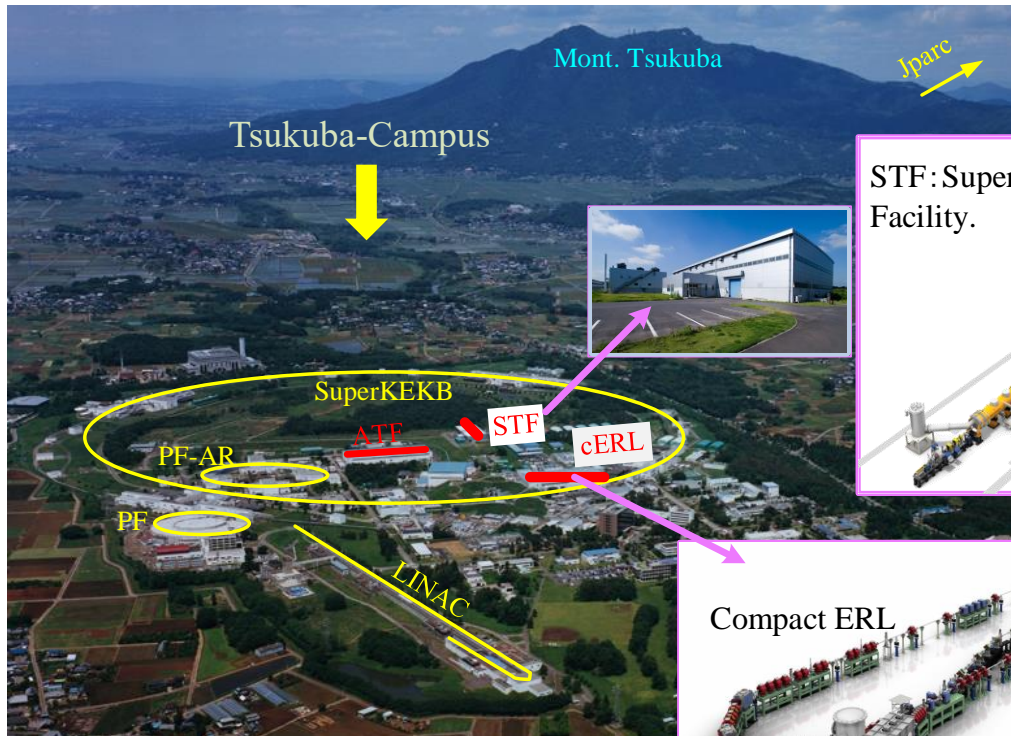 Mont. Tsukuba
Jparc
Tsukuba-Campus
STF: Super
Facility.
SuperKEKB
ATF
STF
cERL
PF-AR
PF
LINAC
Compact ERL